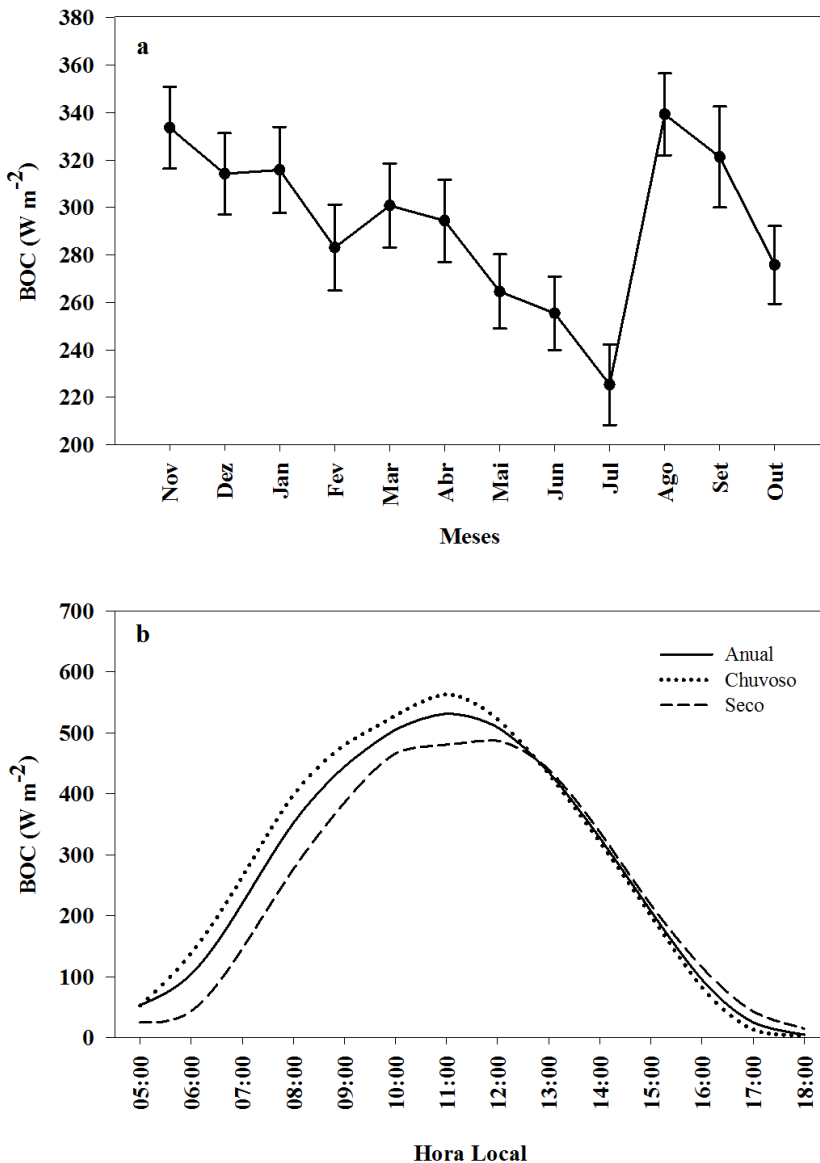 a
BOC (W m-2)
380
360
340
320
300
280
260
240
220
200
Nov
Dez
Jan
Fev
Mar
Abr
Mai
Jun
Jul
Ago
Set
Out
Meses
b
BOC (W m-2)
700
600
500
400
300
200
100
0
Anual
Chuvoso
Seco
05:00
06:00
07:00
08:00
09:00
10:00
11:00
12:00
13:00
14:00
15:00
16:00
17:00
18:00
Hora Local